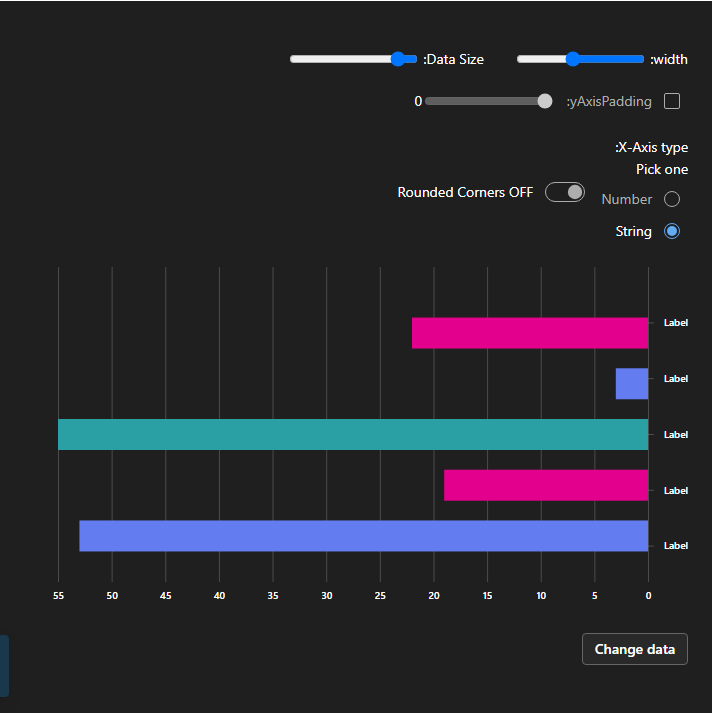 :width
:Data Size
:yAxisPadding
0
:X-Axis type
Pick one
Number
Rounded Corners OFF
String
Label
Label
Label
Label
Label
55 50 45 40 35 30 25 20 15 10 5 0
Change data